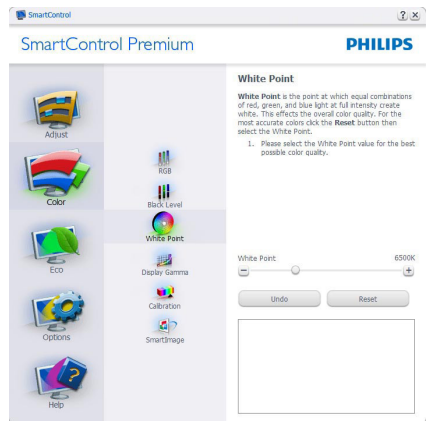 SmartControl
SmartControl Premium
PHILIPS
Adjust
Color
Eco
Options
Help
RGB
Black Level
White Point
Display Gamma
Calibration
SmartImage
White Point
White Point is the point at which equal combinations
of red, green, and blue light at full intensity create
white. This effects the overall color quality. For the
most accurate colors click the Reset button then
select the White Point.
1. Please select the White Point value for the best
possible color quality.
White Point 6500K
Undo Reset